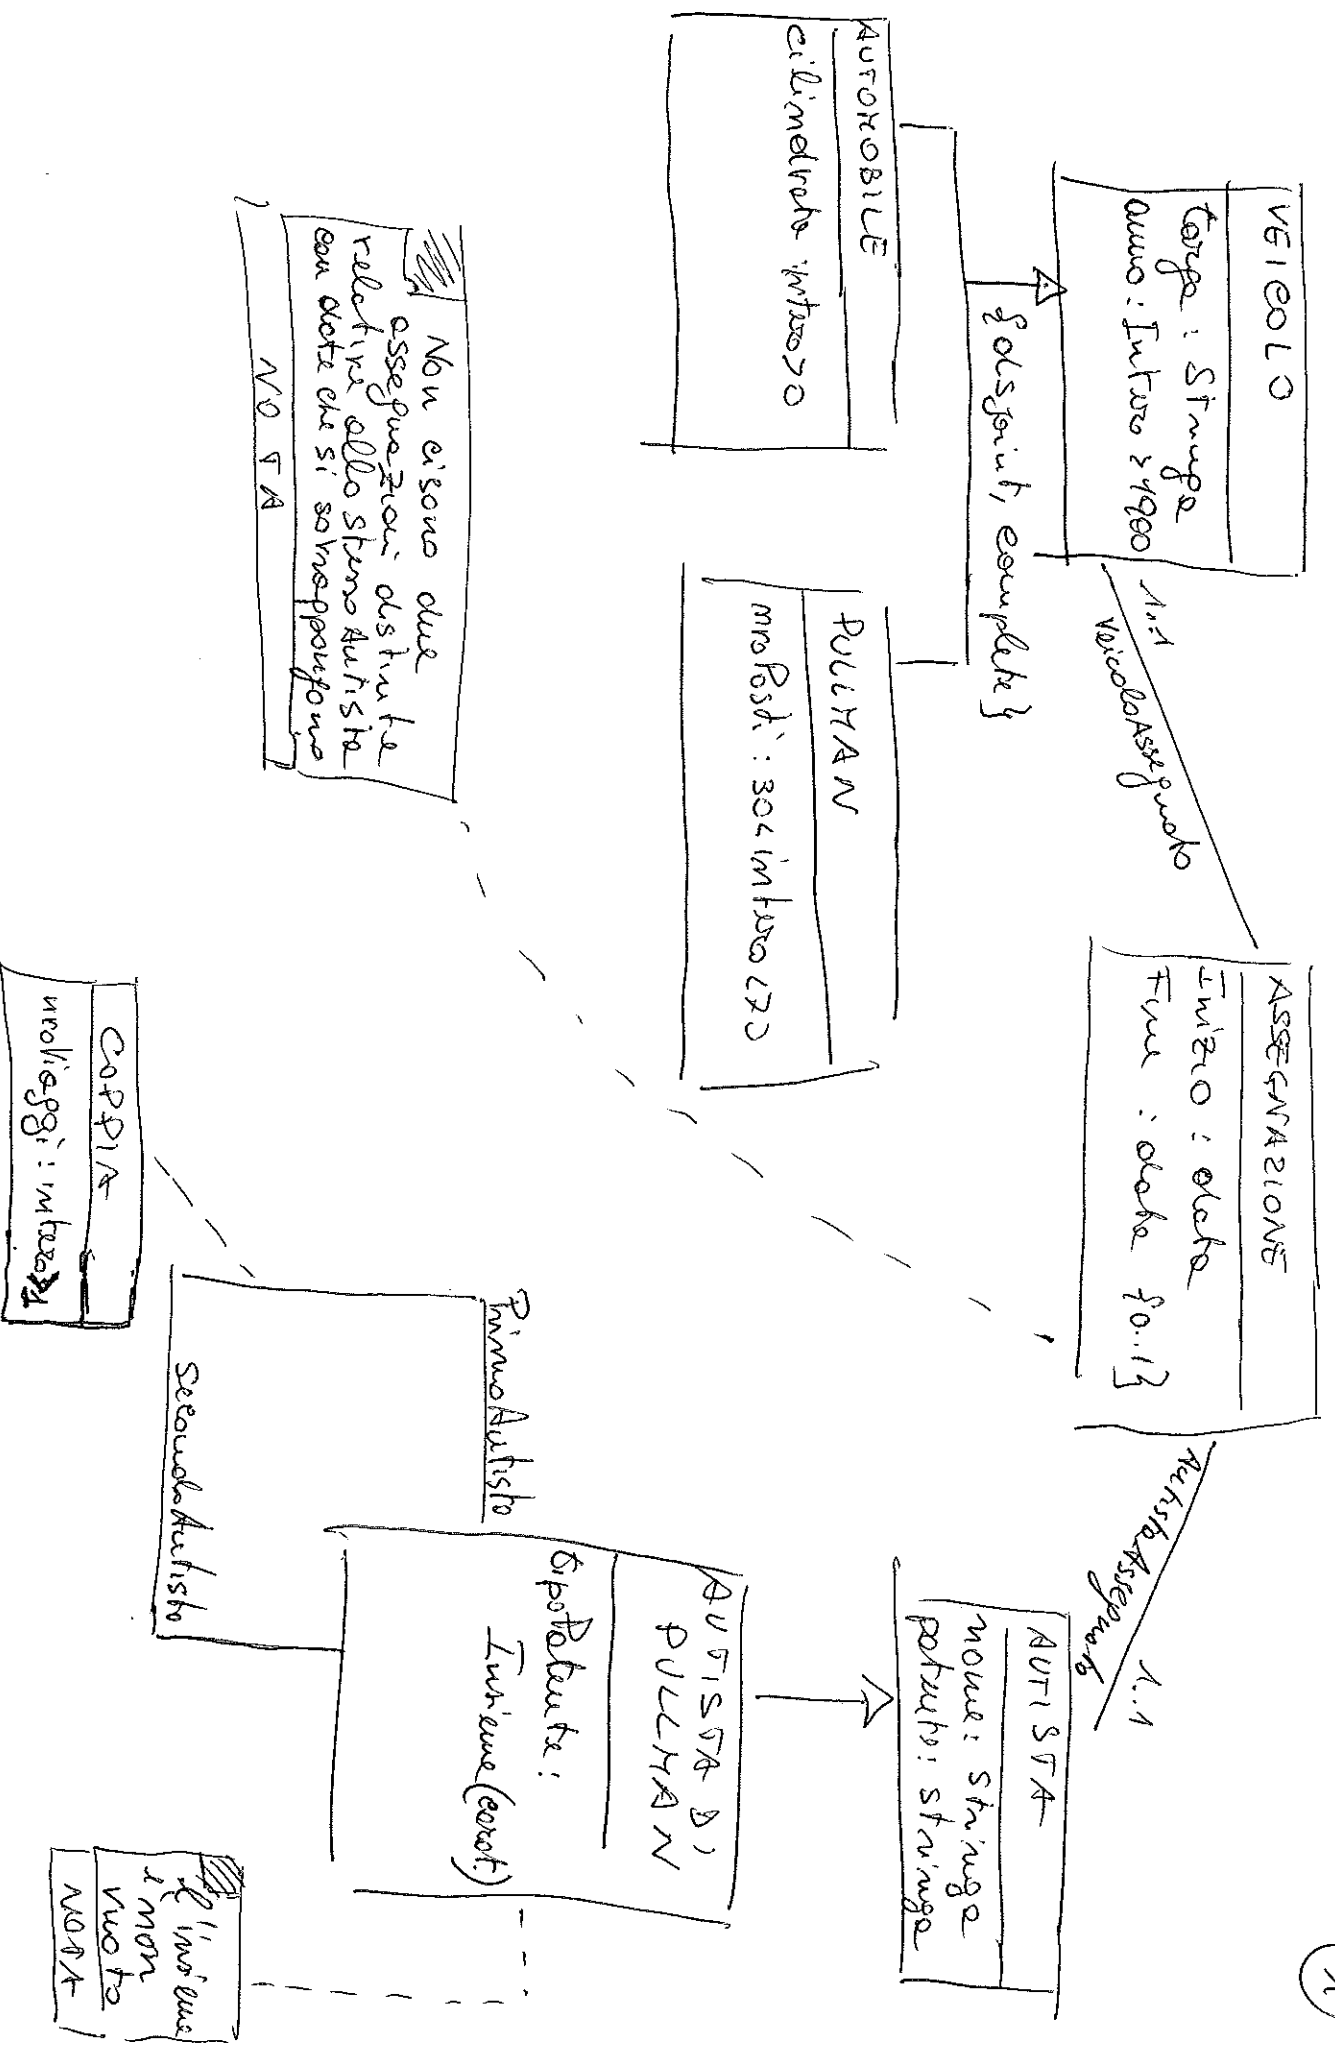 1
VEICOLO
targa : Stringa
anno : Intero >1900
1..1
VeicoloAssegnato
ASSEGNAZIONE
Inizio : data
Fine : data {0..1}
AutistaAssegnato
1..1
AUTISTA
nome : Stringa
patente : stringa
{disjoint, complete}
AUTOMOBILE
cilindrata intero>0
PULLMAN
nroPosti : 30<intero<70
AUTISTA DI
PULLMAN
tipoPatente :
Insieme (carat.)
PrimoAutista
SecondoAutista
Non ci sono due
assegnazioni distinte
relative allo stesso Autista
con date che si sovrappongono
NOTA
COPPIA
nroViaggi : intero>1
l'insieme
è non
vuoto
NOTA